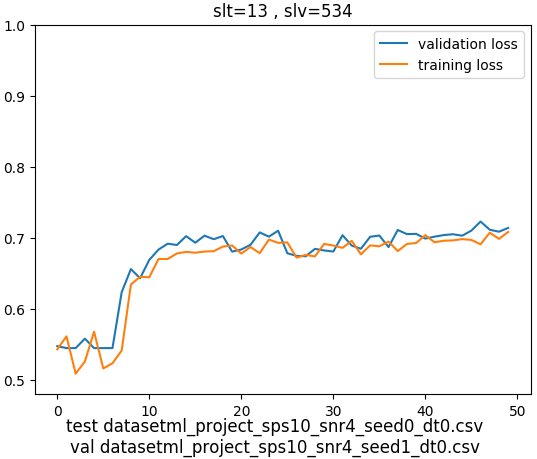 slt=13 , slv=534
1.0
0.9
0.8
0.7
0.6
0.5
validation loss
training loss
0 10 20 30 40 50
test datasetml_project_sps10_snr4_seed0_dt0.csv
val datasetml_project_sps10_snr4_seed1_dt0.csv